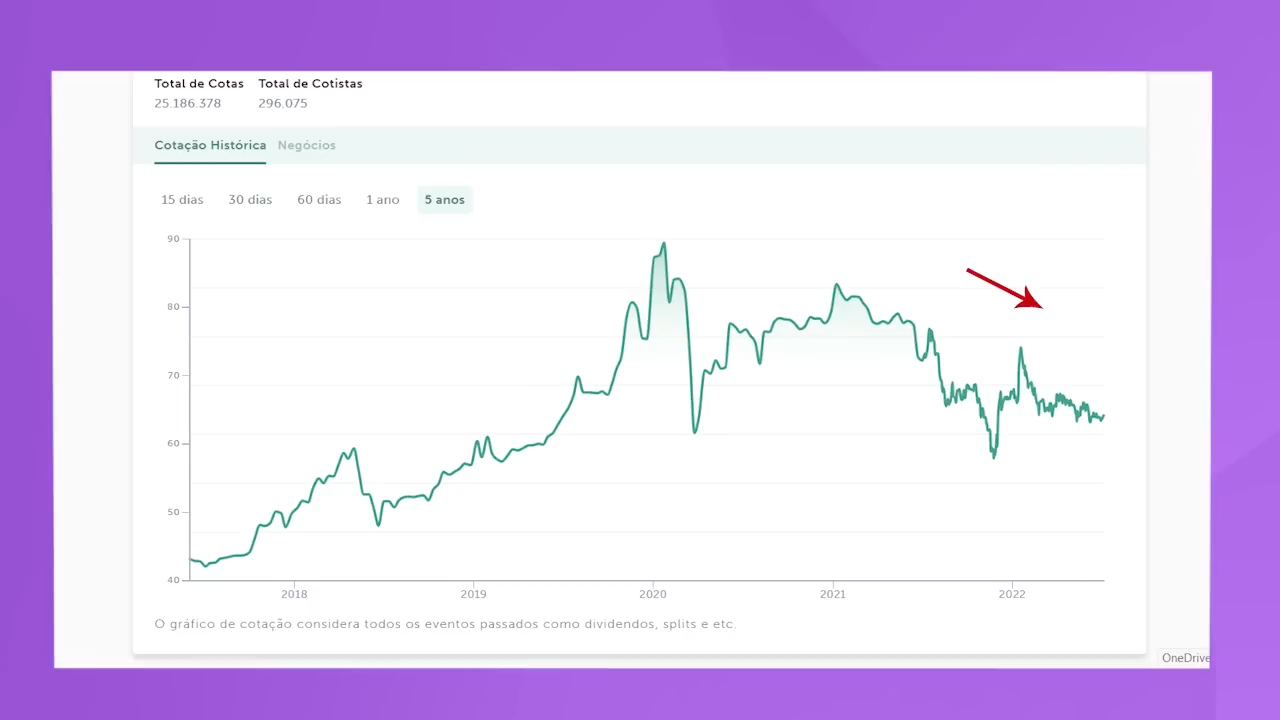 Total de Cotas Total de Cotistas
25.186.378 296.075
Cotação Histórica Negócios
15 dias 30 dias 60 dias 1 ano 5 anos
90
80
70
60
50
40
2018 2019 2020 2021 2022
O gráfico de cotação considera todos os eventos passados como dividendos, splits e etc.
OneDrive